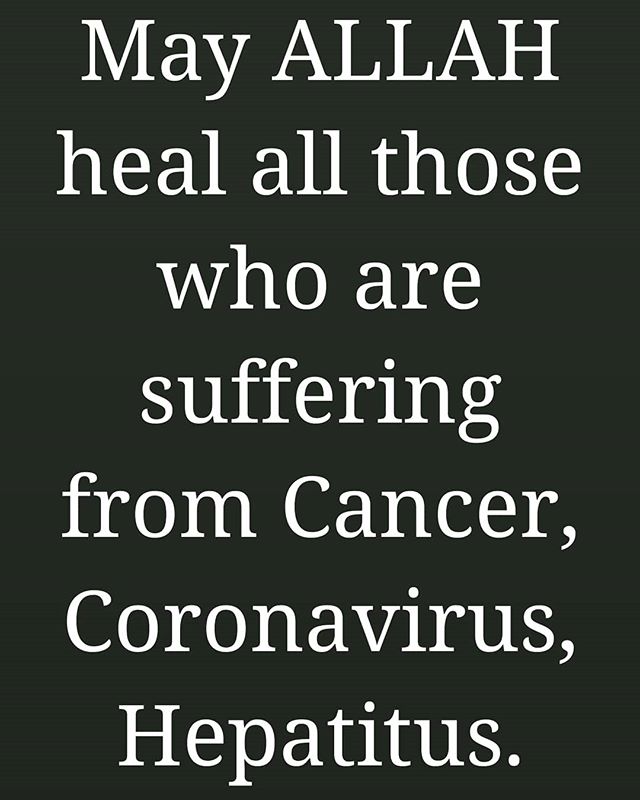 May ALLAH
heal all those
who are
suffering
from Cancer,
Coronavirus,
Hepatitus.